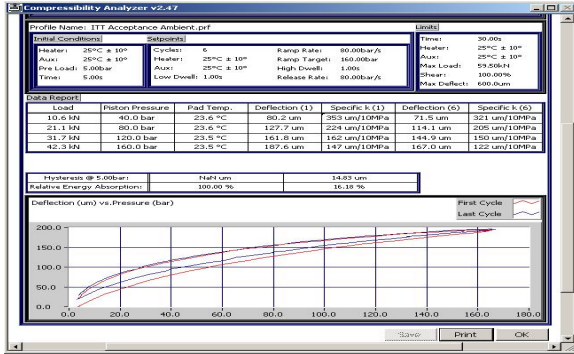 Compressibility Analyzer v2.47
Profile Name: ITT Acceptance Ambient.prf
Limits
Initial Conditions
Setpoints
Heater: 25°C ± 10°
Aux: 25°C ± 10°
Pre Load: 5.00bar
Time: 5.00s
Cycles: 6
Heater: 25°C ± 10°
Aux: 25°C ± 10°
Low Dwell: 1.00s
Ramp Rate: 80.00bar/s
Ramp Target: 160.00bar
High Dwell: 1.00s
Release Rate: 80.00bar/s
Time: 30.00s
Heater: 25°C ± 10°
Aux: 25°C ± 10°
Max Load: 59.50kN
Shear: 100.00%
Max Deflect: 600.0um
Data Report
Load Piston Pressure Pad Temp. Deflection (1) Specific k (1) Deflection (6) Specific k (6)
10.6 kN 40.0 bar 23.6 °C 80.2 um 353 um/10MPa 71.5 um 321 um/10MPa
21.1 kN 80.0 bar 23.6 °C 127.7 um 224 um/10MPa 114.1 um 205 um/10MPa
31.7 kN 120.0 bar 23.5 °C 161.8 um 162 um/10MPa 144.9 um 150 um/10MPa
42.3 kN 160.0 bar 23.5 °C 187.6 um 147 um/10MPa 167.0 um 122 um/10MPa
Hysteresis @ 5.00bar: NaN um 14.83 um
Relative Energy Absorption: 100.00 % 16.18 %
Deflection (um) vs.Pressure (bar)
First Cycle
Last Cycle
200.0
150.0
100.0
50.0
0.0
0.0 20.0 40.0 60.0 80.0 100.0 120.0 140.0 160.0 180.0
Save Print OK